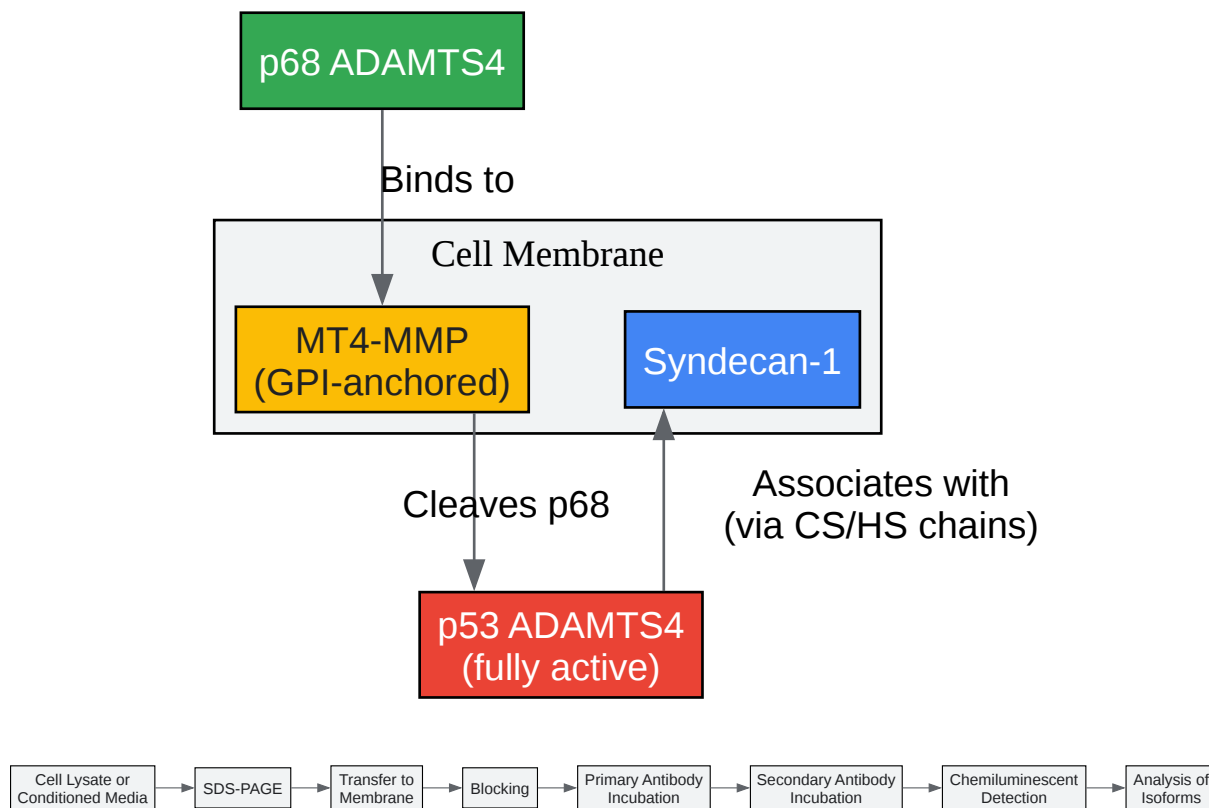 p68 ADAMTS4
Binds to
Cell Membrane
MT4-MMP
(GPI-anchored)
Syndecan-1
Cleaves p68
Associates with
(via CS/HS chains)
p53 ADAMTS4
(fully active)
Cell Lysate or
Conditioned Media
SDS-PAGE
Transfer to
Membrane
Blocking
Primary Antibody
Incubation
Secondary Antibody
Incubation
Chemiluminescent
Detection
Analysis of
Isoforms